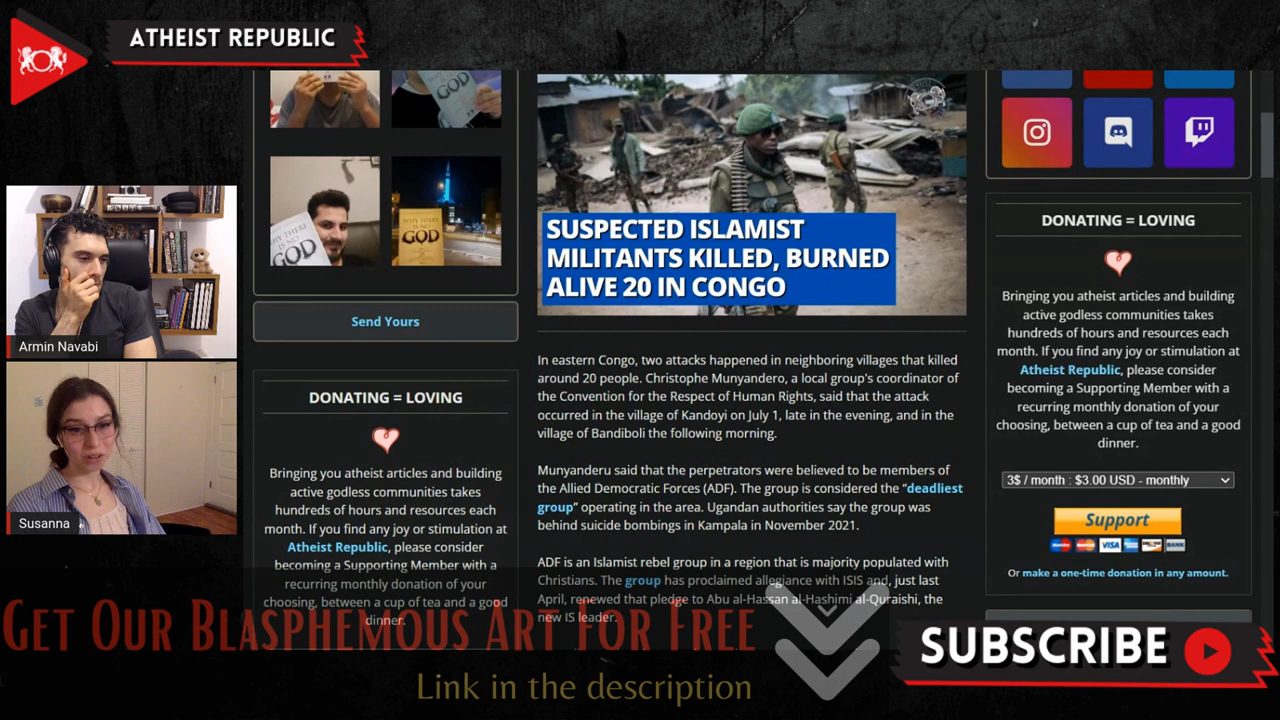 ATHEIST REPUBLIC
Armin Navabi
Susanna
GOD
WHY THERE
IS NO
GOD
WHY THERE
IS NO
GOD
Send Yours
DONATING = LOVING
Bringing you atheist articles and building
active godless communities takes
hundreds of hours and resources each
month. If you find any joy or stimulation at
Atheist Republic, please consider
becoming a Supporting Member with a
recurring monthly donation of your
choosing, between a cup of tea and a good
dinner.
SUSPECTED ISLAMIST
MILITANTS KILLED, BURNED
ALIVE 20 IN CONGO
In eastern Congo, two attacks happened in neighboring villages that killed
around 20 people. Christophe Munyandero, a local group's coordinator of
the Convention for the Respect of Human Rights, said that the attack
occurred in the village of Kandoyi on July 1, late in the evening, and in the
village of Bandiboli the following morning.
Munyanderu said that the perpetrators were believed to be members of
the Allied Democratic Forces (ADF). The group is considered the “deadliest
group” operating in the area. Ugandan authorities say the group was
behind suicide bombings in Kampala in November 2021.
ADF is an Islamist rebel group in a region that is majority populated with
Christians. The group has proclaimed allegiance with ISIS and, just last
April, renewed that pledge to Abu al-Hassan al-Hashimi al-Quraishi, the
new IS leader.
DONATING = LOVING
Bringing you atheist articles and building
active godless communities takes
hundreds of hours and resources each
month. If you find any joy or stimulation at
Atheist Republic, please consider
becoming a Supporting Member with a
recurring monthly donation of your
choosing, between a cup of tea and a good
dinner.
3$ / month : $3.00 USD - monthly
Support
VISA
BANK
Or make a one-time donation in any amount.
GET OUR BLASPHEMOUS ART FOR FREE
Link in the description
SUBSCRIBE